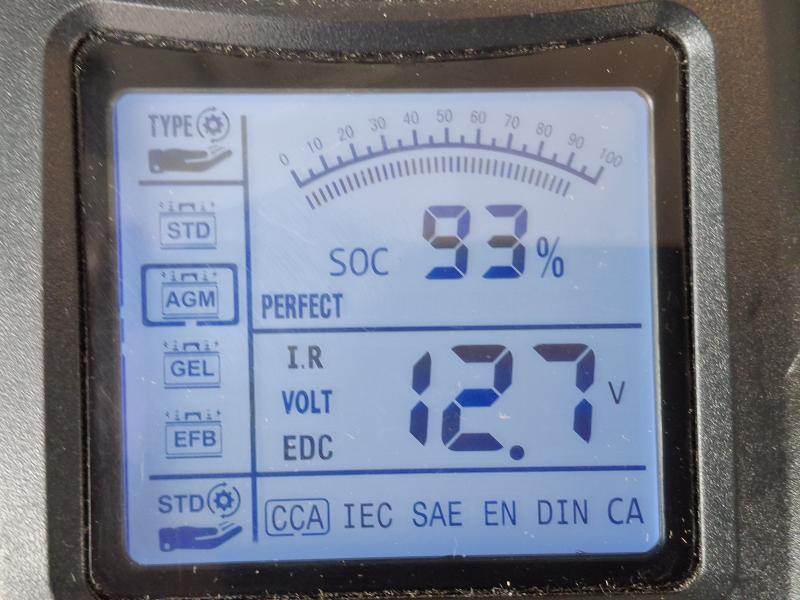 TYPE
0 10 20 30 40 50 60 70 80 90 100
STD
SOC 93%
AGM
PERFECT
I.R
GEL
VOLT 12.7 V
EFB
EDC
STD
CCA IEC SAE EN DIN CA